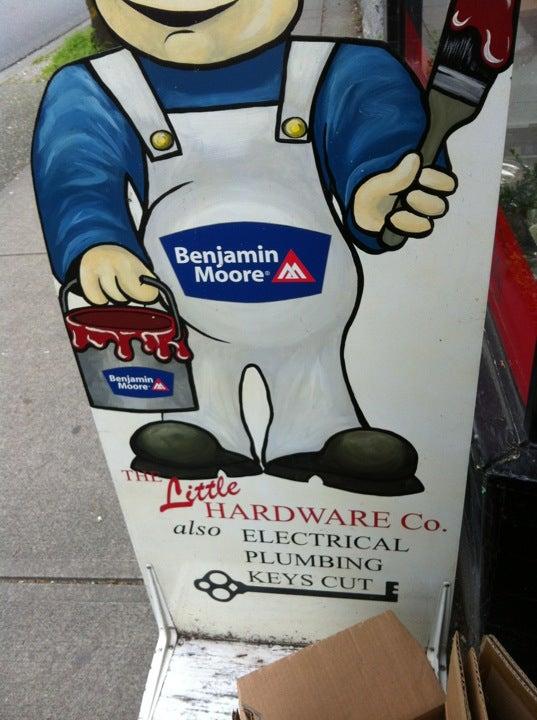 Benjamin
Moore®
Benjamin
Moore
THE Little
HARDWARE Co.
also ELECTRICAL
PLUMBING
KEYS CUT